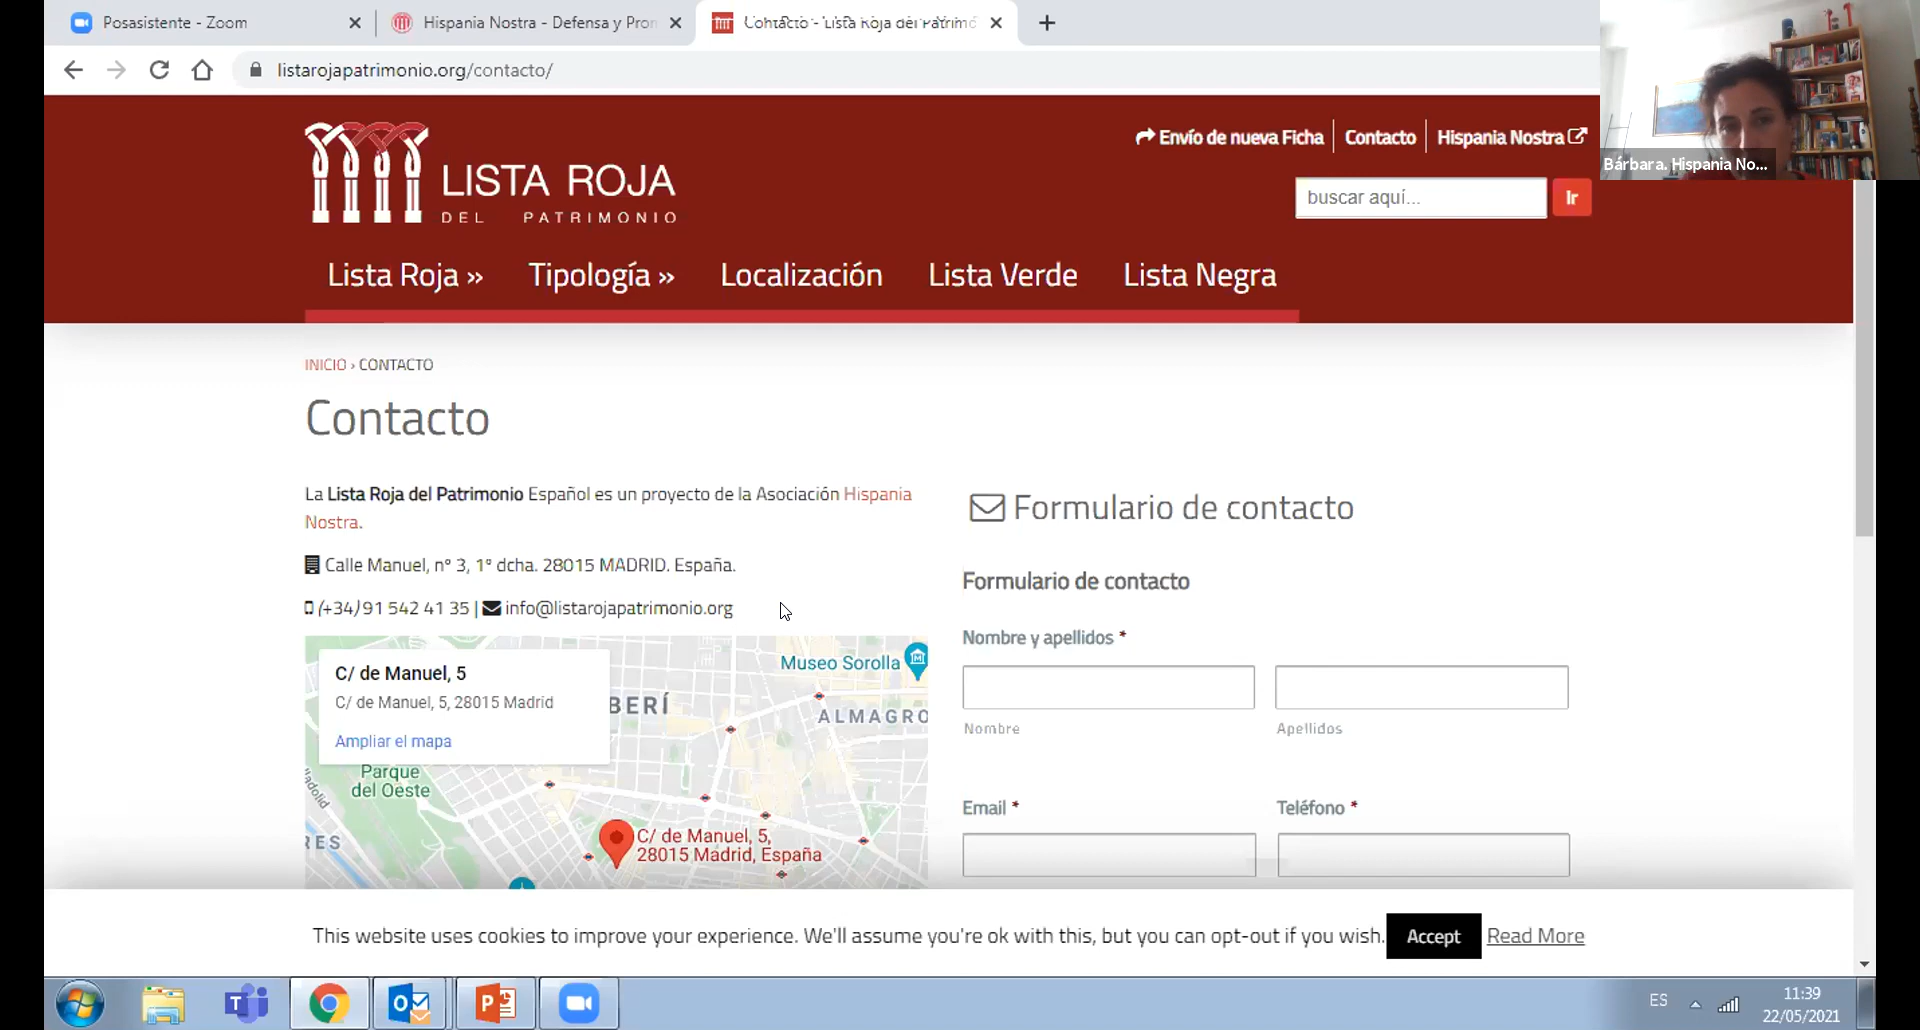 Posasistente - Zoom
Hispania Nostra - Defensa y Pron
Contacto - Lista Roja del Patrimo
listarojapatrimonio.org/contacto/
LISTA ROJA
DEL PATRIMONIO
Envío de nueva Ficha
Contacto
Hispania Nostra
buscar aquí...
Ir
Bárbara. Hispania No...
Lista Roja »
Tipología »
Localización
Lista Verde
Lista Negra
INICIO › CONTACTO
Contacto
La Lista Roja del Patrimonio Español es un proyecto de la Asociación Hispania
Nostra.
Calle Manuel, nº 3, 1º dcha. 28015 MADRID. España.
(+34) 91 542 41 35 | info@listarojapatrimonio.org
C/ de Manuel, 5
C/ de Manuel, 5, 28015 Madrid
Ampliar el mapa
Museo Sorolla
BERÍ
ALMAGRO
Parque
del Oeste
C/ de Manuel, 5,
28015 Madrid, España
Formulario de contacto
Formulario de contacto
Nombre y apellidos *
Nombre
Apellidos
Email *
Teléfono *
This website uses cookies to improve your experience. We'll assume you're ok with this, but you can opt-out if you wish.
Accept
Read More
ES
11:39
22/05/2021